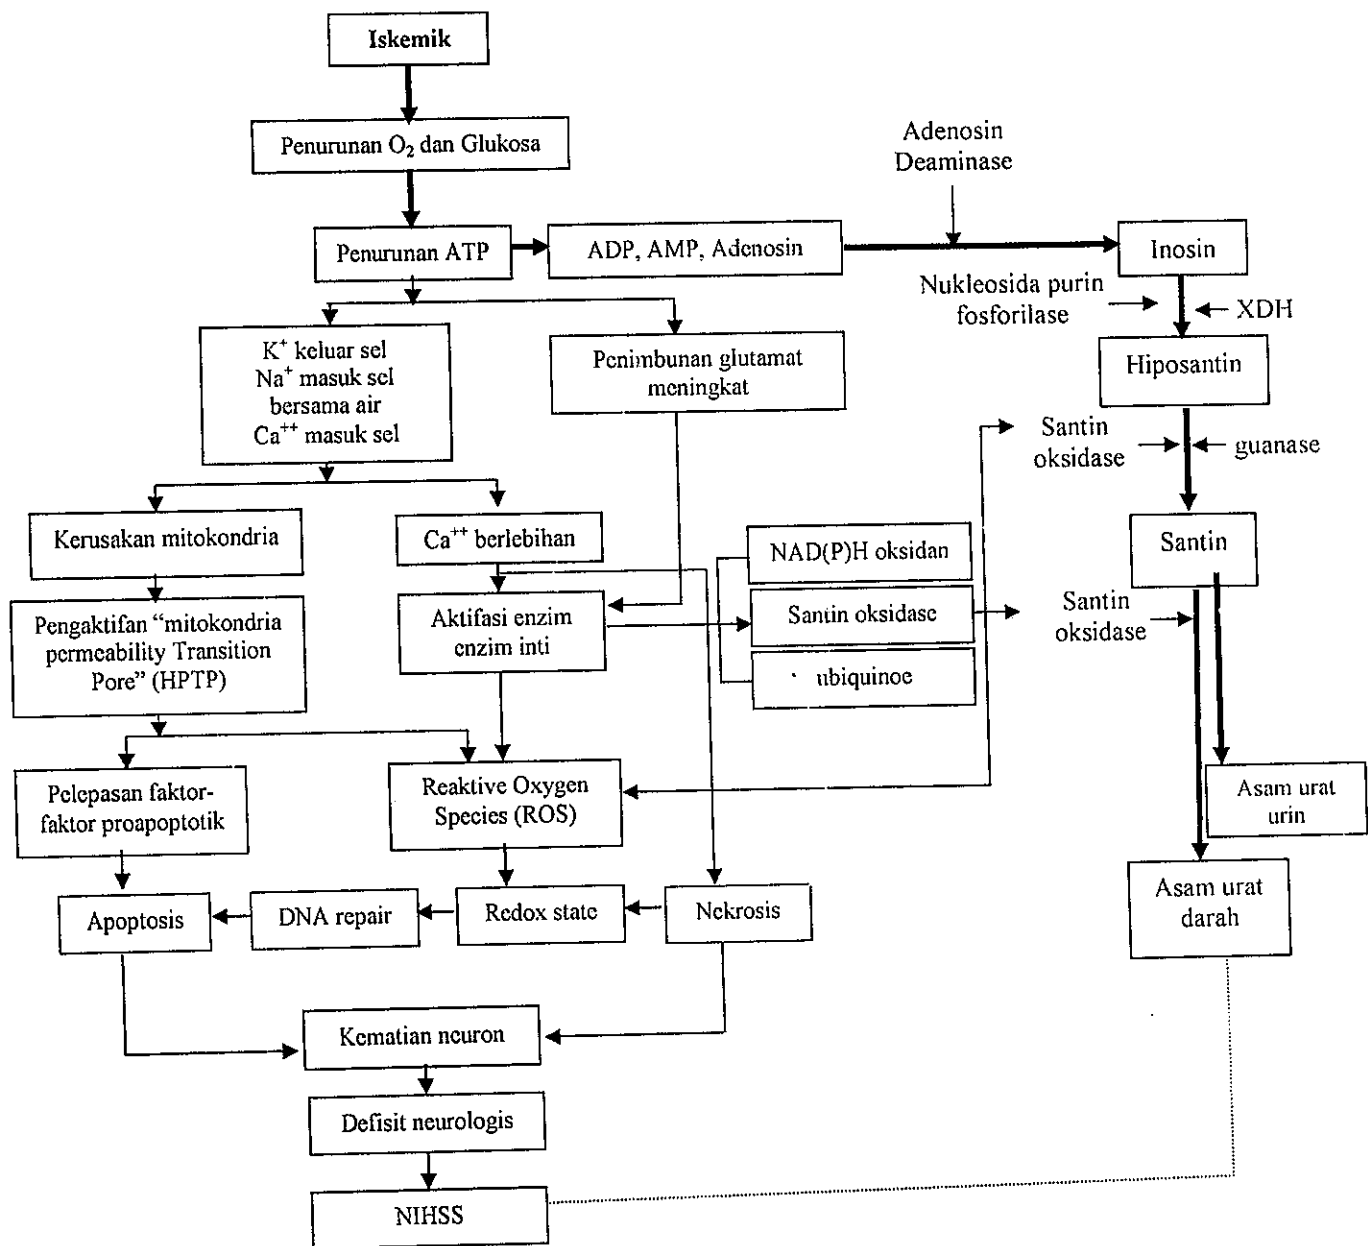 Iskemik
Penurunan O₂ dan Glukosa
Adenosin
Deaminase
Penurunan ATP
ADP, AMP, Adenosin
Inosin
Nukleosida purin
fosforilase
XDH
K⁺ keluar sel
Na⁺ masuk sel
bersama air
Ca⁺⁺ masuk sel
Penimbunan glutamat
meningkat
Hiposantin
Santin
oksidase
guanase
Kerusakan mitokondria
Ca⁺⁺ berlebihan
NAD(P)H oksidan
Santin
Pengaktifan “mitokondria
permeability Transition
Pore” (HPTP)
Aktifasi enzim
enzim inti
Santin oksidase
Santin
oksidase
ubiquinoe
Pelepasan faktor-
faktor proapoptotik
Reaktive Oxygen
Species (ROS)
Asam urat
urin
Apoptosis
DNA repair
Redox state
Nekrosis
Asam urat
darah
Kematian neuron
Defisit neurologis
NIHSS